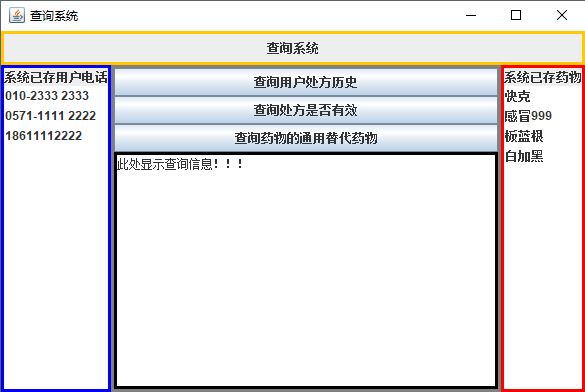 查询系统
查询系统
系统已存用户电话
010-2333 2333
0571-1111 2222
18611112222
查询用户处方历史
查询处方是否有效
查询药物的通用替代药物
此处显示查询信息！！！
系统已存药物
快克
感冒999
板蓝根
白加黑